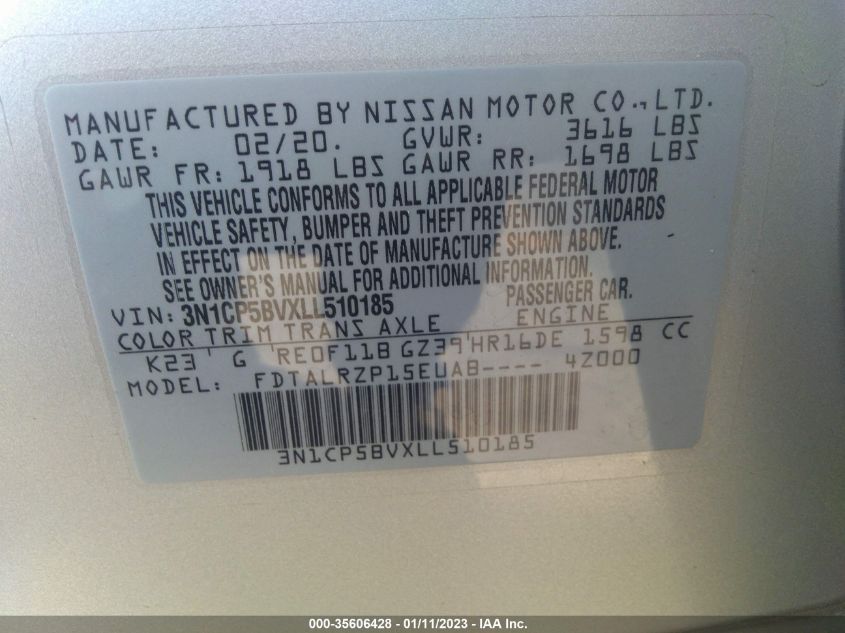 MANUFACTURED BY NISSAN MOTOR CO.,LTD.
DATE: 02/20. GVWR: 3616 LBS
GAWR FR: 1918 LBS GAWR RR: 1698 LBS
THIS VEHICLE CONFORMS TO ALL APPLICABLE FEDERAL MOTOR
VEHICLE SAFETY, BUMPER AND THEFT PREVENTION STANDARDS
IN EFFECT ON THE DATE OF MANUFACTURE SHOWN ABOVE.
SEE OWNER'S MANUAL FOR ADDITIONAL INFORMATION.
VIN: 3N1CP5BVXLL510185 PASSENGER CAR.
COLOR TRIM TRANS AXLE ENGINE
K23 ' G 'RE0F11B GZ39'HR16DE 1598 CC
MODEL: FDTALRZP15EUAB---- 4Z000
3N1CP5BVXLL510185
000-35606428 - 01/11/2023 - IAA Inc.